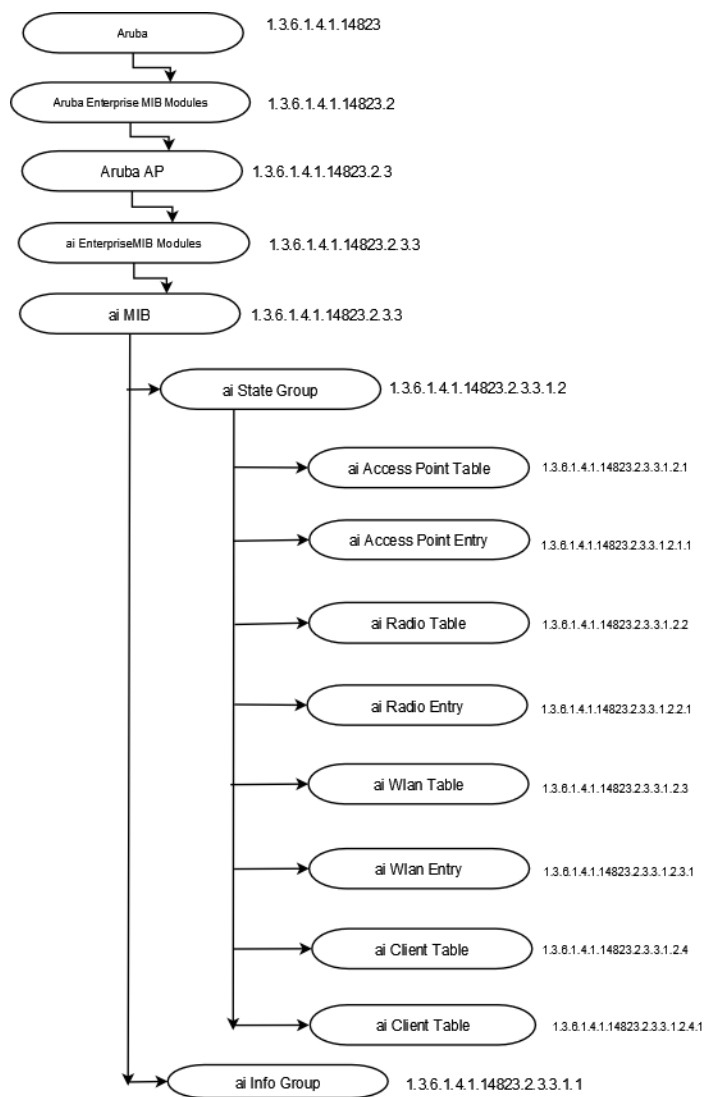 Aruba
1.3.6.1.4.1.14823
Aruba Enterprise MIB Modules
1.3.6.1.4.1.14823.2
Aruba AP
1.3.6.1.4.1.14823.2.3
ai EnterpriseMIB Modules
1.3.6.1.4.1.14823.2.3.3
ai MIB
1.3.6.1.4.1.14823.2.3.3
ai State Group
1.3.6.1.4.1.14823.2.3.3.1.2
ai Access Point Table
1.3.6.1.4.1.14823.2.3.3.1.2.1
ai Access Point Entry
1.3.6.1.4.1.14823.2.3.3.1.2.1.1
ai Radio Table
1.3.6.1.4.1.14823.2.3.3.1.2.2
ai Radio Entry
1.3.6.1.4.1.14823.2.3.3.1.2.2.1
ai Wlan Table
1.3.6.1.4.1.14823.2.3.3.1.2.3
ai Wlan Entry
1.3.6.1.4.1.14823.2.3.3.1.2.3.1
ai Client Table
1.3.6.1.4.1.14823.2.3.3.1.2.4
ai Client Table
1.3.6.1.4.1.14823.2.3.3.1.2.4.1
ai Info Group
1.3.6.1.4.1.14823.2.3.3.1.1